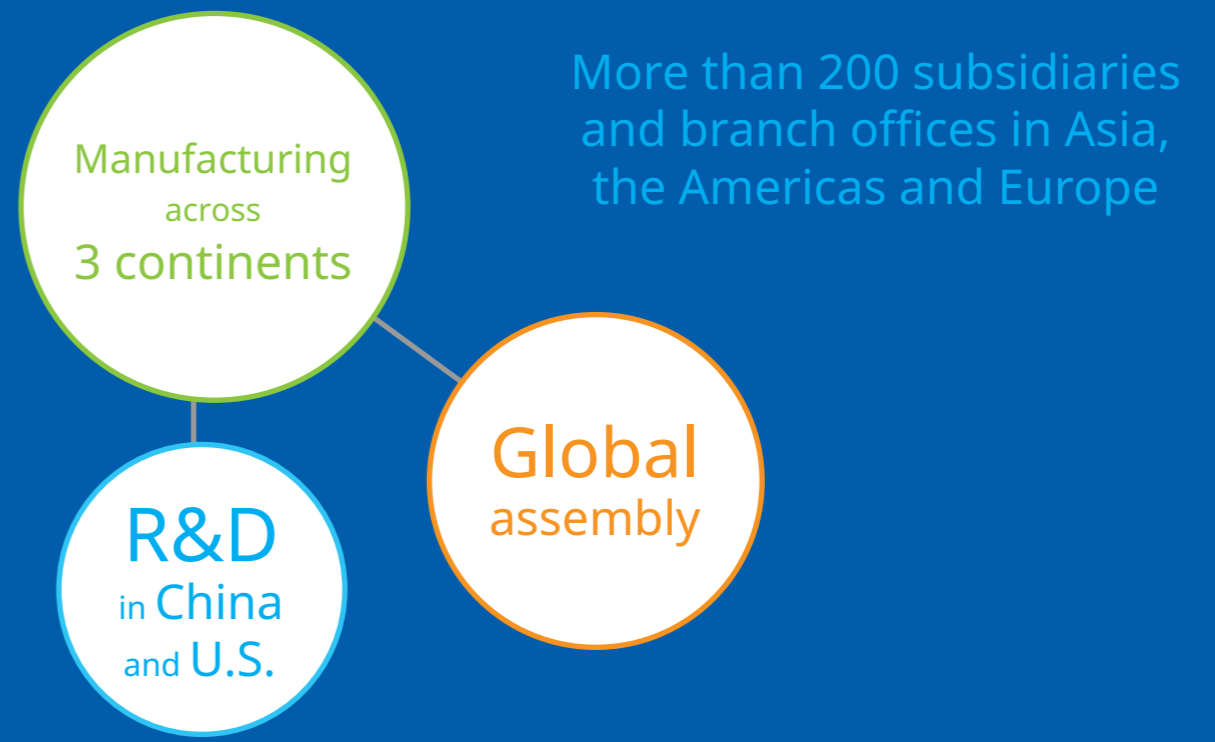 More than 200 subsidiaries
and branch offices in Asia,
the Americas and Europe
Manufacturing
across
3 continents
Global
assembly
R&D
in China
and U.S.